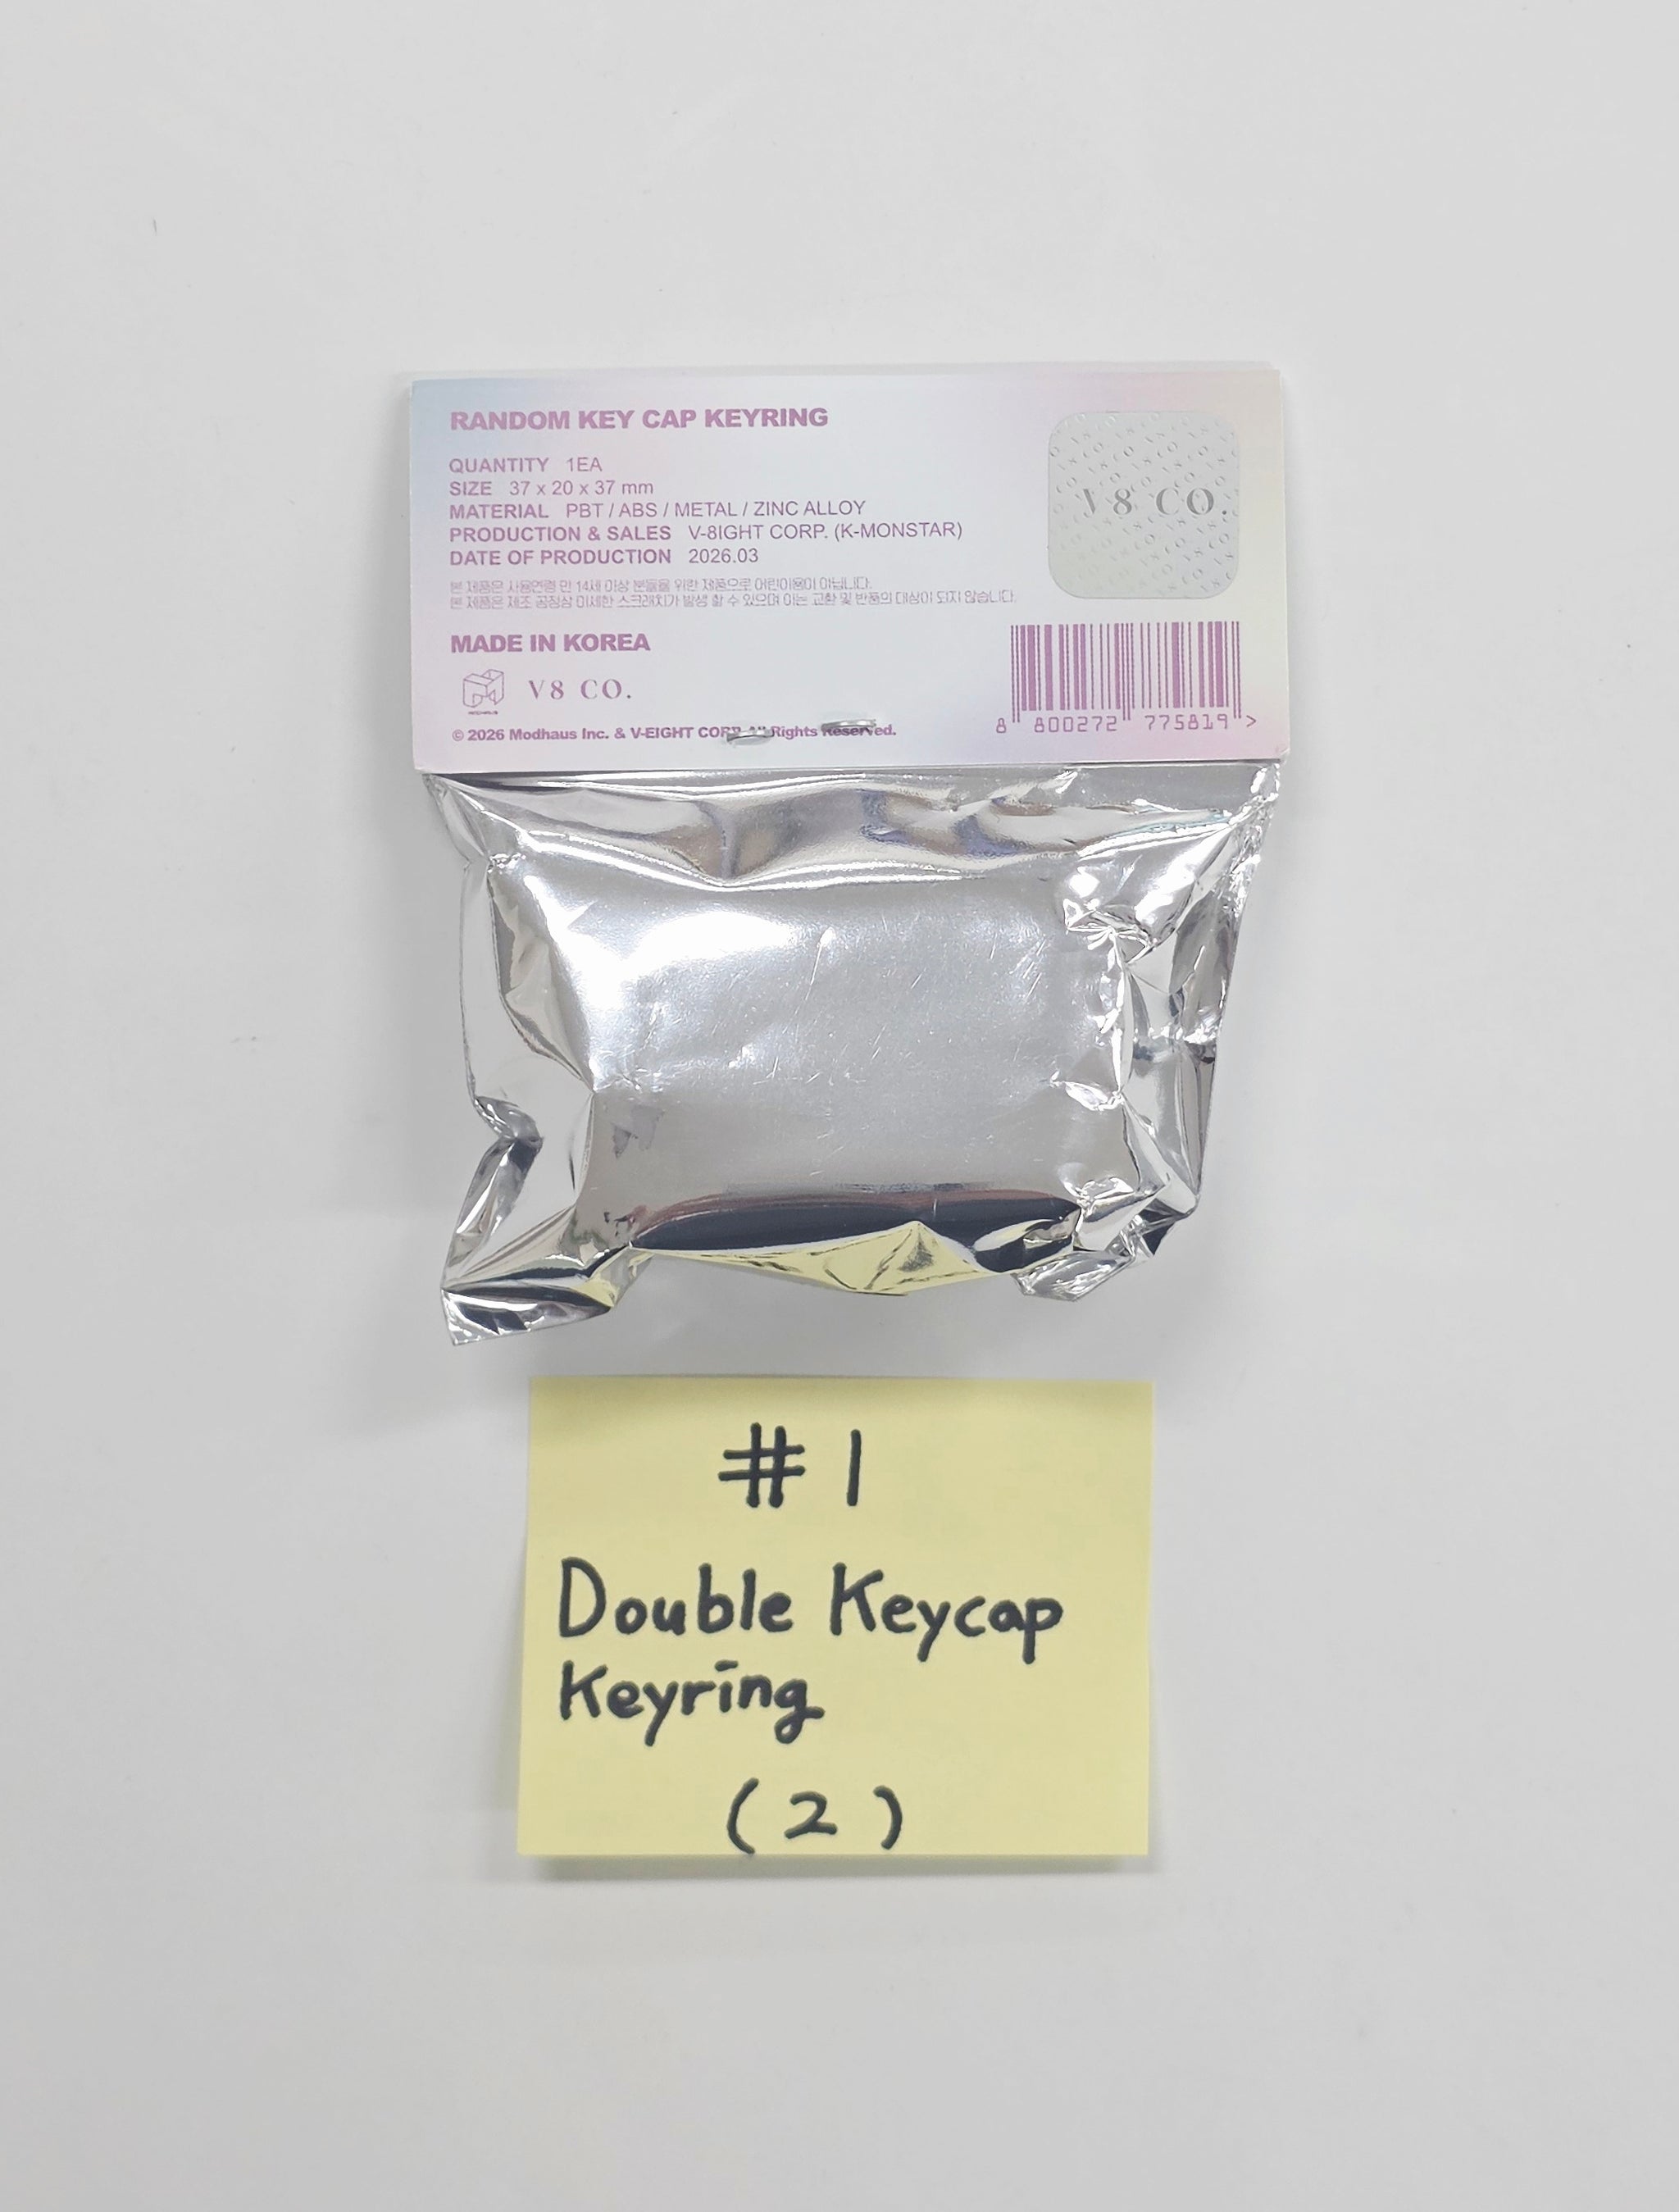 RANDOM KEY CAP KEYRING
QUANTITY 1EA
SIZE 37 x 20 x 37 mm
MATERIAL PBT / ABS / METAL / ZINC ALLOY
PRODUCTION & SALES V-8IGHT CORP. (K-MONSTAR)
DATE OF PRODUCTION 2026.03
본 제품은 사용연령 만 14세 이상 분들을 위한 제품으로 어린이용이 아닙니다.
본 제품은 제조 공정상 미세한 스크래치가 발생 할 수 있으며 이는 교환 및 반품의 대상이 되지 않습니다.
MADE IN KOREA
V8 CO.
© 2026 Modhaus Inc. & V-EIGHT CORP. All Rights Reserved.
V8 CO.
8 800272 775819 >
#1
Double Keycap
Keyring
(2)